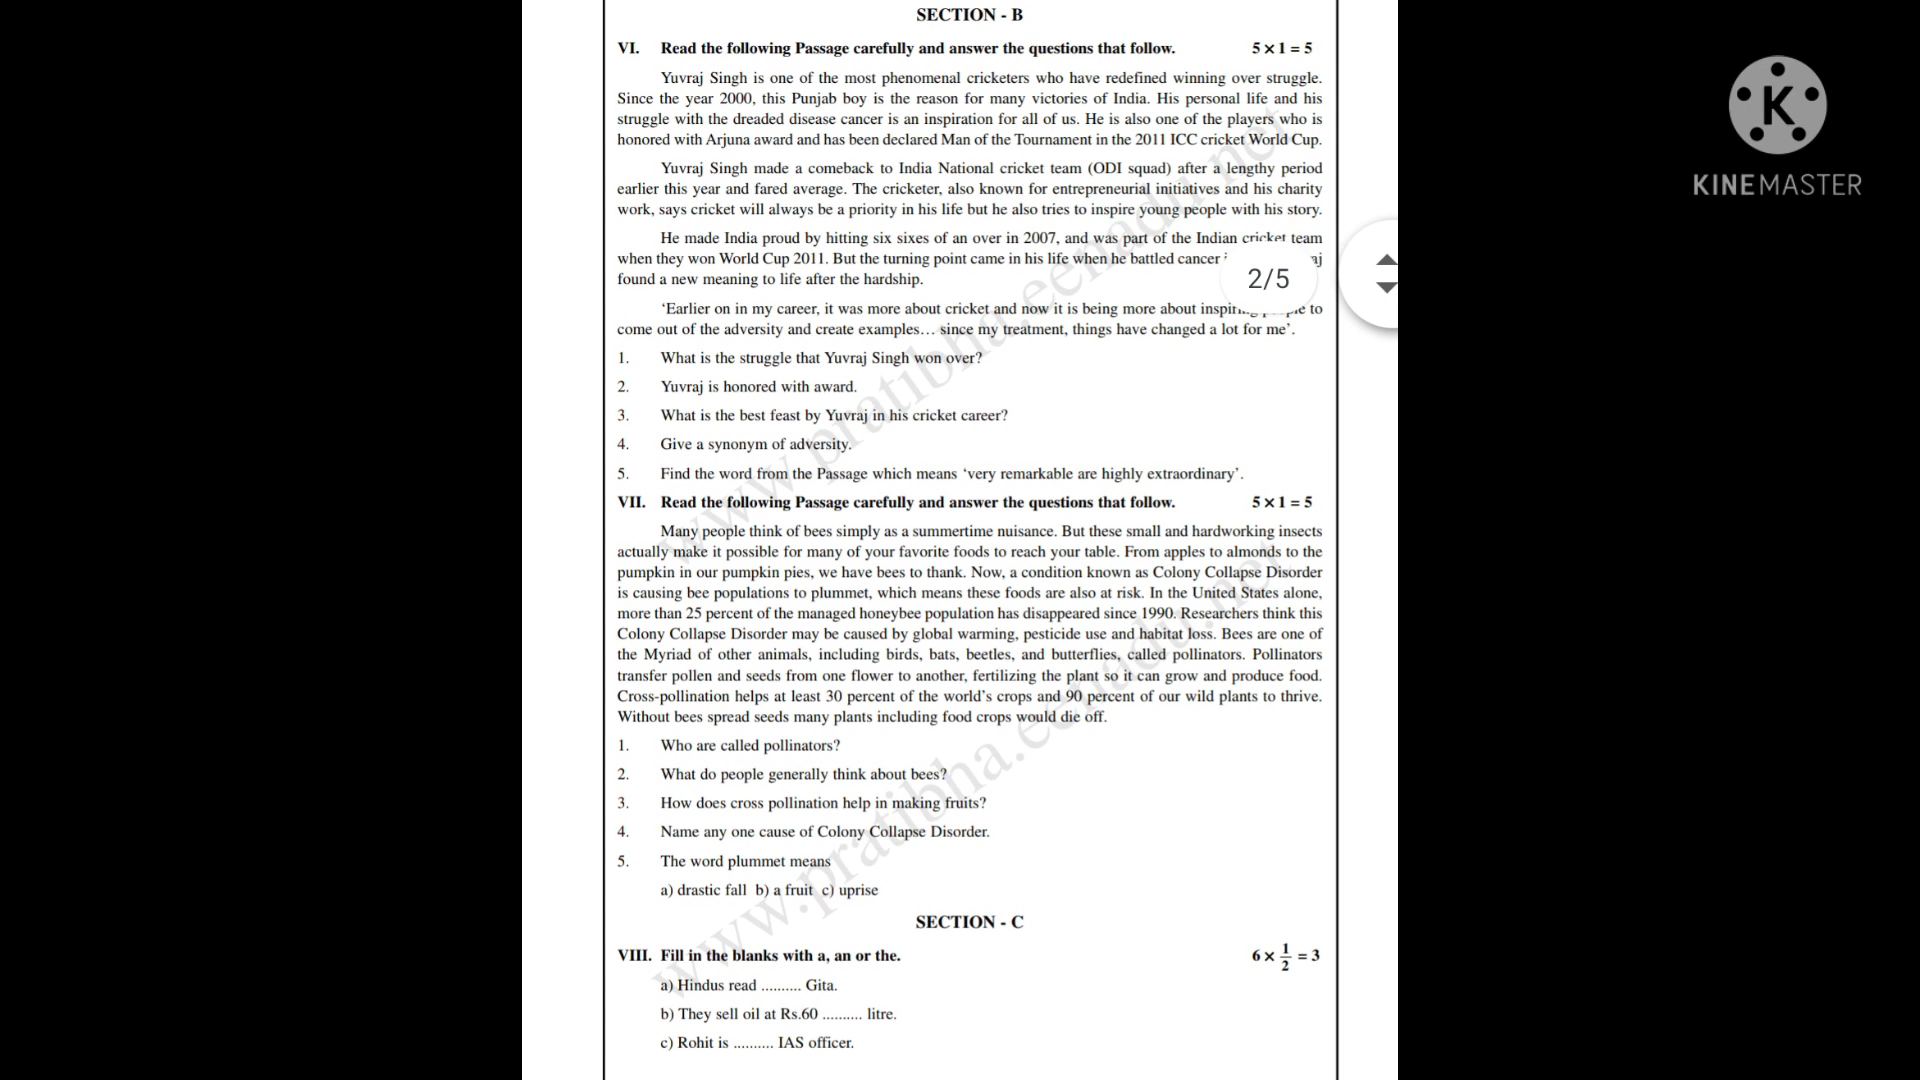 SECTION - B
VI. Read the following Passage carefully and answer the questions that follow. 5 × 1 = 5
Yuvraj Singh is one of the most phenomenal cricketers who have redefined winning over struggle.
Since the year 2000, this Punjab boy is the reason for many victories of India. His personal life and his
struggle with the dreaded disease cancer is an inspiration for all of us. He is also one of the players who is
honored with Arjuna award and has been declared Man of the Tournament in the 2011 ICC cricket World Cup.
Yuvraj Singh made a comeback to India National cricket team (ODI squad) after a lengthy period
earlier this year and fared average. The cricketer, also known for entrepreneurial initiatives and his charity
work, says cricket will always be a priority in his life but he also tries to inspire young people with his story.
He made India proud by hitting six sixes of an over in 2007, and was part of the Indian cricket team
when they won World Cup 2011. But the turning point came in his life when he battled cancer
found a new meaning to life after the hardship.
2/5
‘Earlier on in my career, it was more about cricket and now it is being more about to
come out of the adversity and create examples… since my treatment, things have changed a lot for me’.
1. What is the struggle that Yuvraj Singh won over?
2. Yuvraj is honored with award.
3. What is the best feast by Yuvraj in his cricket career?
4. Give a synonym of adversity.
5. Find the word from the Passage which means ‘very remarkable are highly extraordinary’.
VII. Read the following Passage carefully and answer the questions that follow. 5 × 1 = 5
Many people think of bees simply as a summertime nuisance. But these small and hardworking insects
actually make it possible for many of your favorite foods to reach your table. From apples to almonds to the
pumpkin in our pumpkin pies, we have bees to thank. Now, a condition known as Colony Collapse Disorder
is causing bee populations to plummet, which means these foods are also at risk. In the United States alone,
more than 25 percent of the managed honeybee population has disappeared since 1990. Researchers think this
Colony Collapse Disorder may be caused by global warming, pesticide use and habitat loss. Bees are one of
the Myriad of other animals, including birds, bats, beetles, and butterflies, called pollinators. Pollinators
transfer pollen and seeds from one flower to another, fertilizing the plant so it can grow and produce food.
Cross-pollination helps at least 30 percent of the world’s crops and 90 percent of our wild plants to thrive.
Without bees spread seeds many plants including food crops would die off.
1. Who are called pollinators?
2. What do people generally think about bees?
3. How does cross pollination help in making fruits?
4. Name any one cause of Colony Collapse Disorder.
5. The word plummet means
a) drastic fall b) a fruit c) uprise
SECTION - C
VIII. Fill in the blanks with a, an or the. 6 × 1/2 = 3
a) Hindus read .......... Gita.
b) They sell oil at Rs.60 .......... litre.
c) Rohit is .......... IAS officer.
www.pratibha.eenadu.net
www.pratibha.eenadu.net
K
KINEMASTER